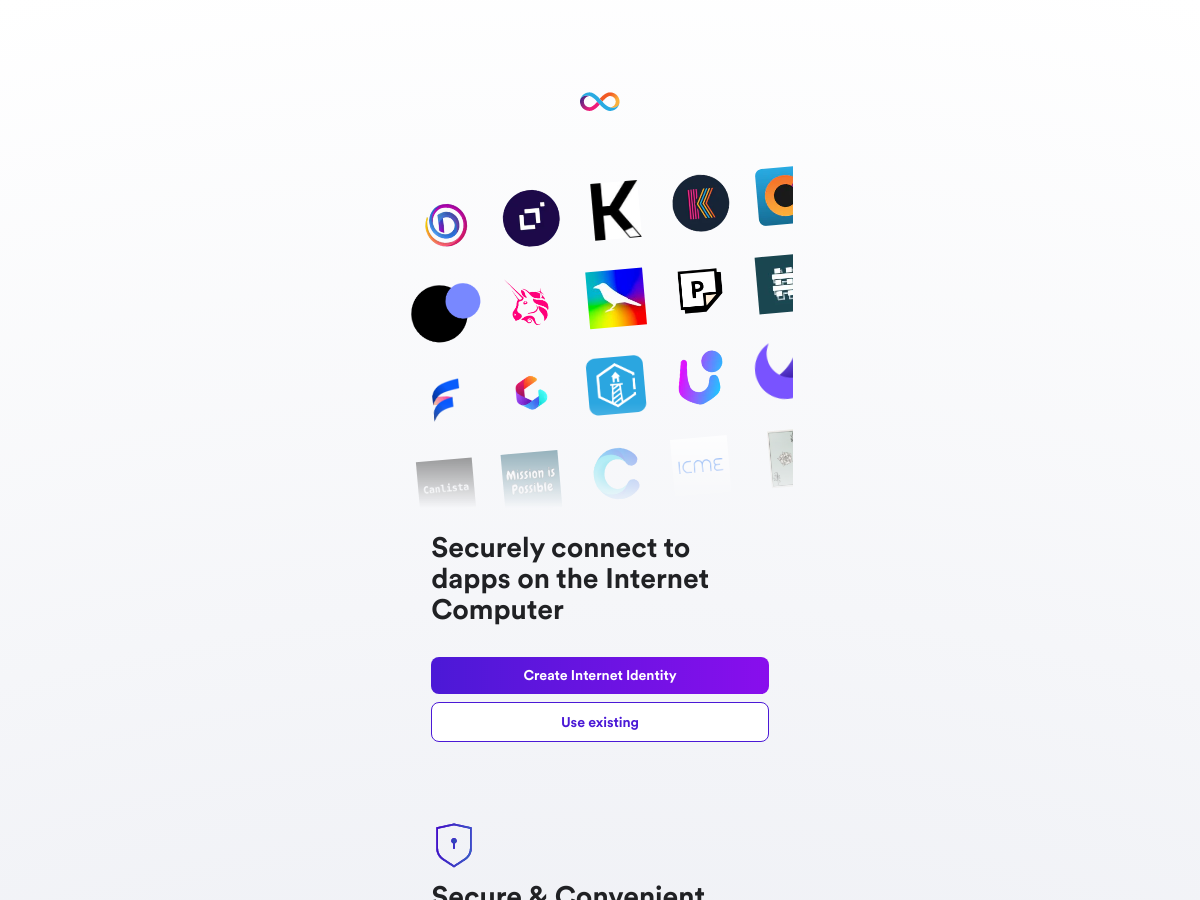 K
K
P
Canlista
Mission is
Possible
ICME
Securely connect to
dapps on the Internet
Computer
Create Internet Identity
Use existing
Secure & Convenient